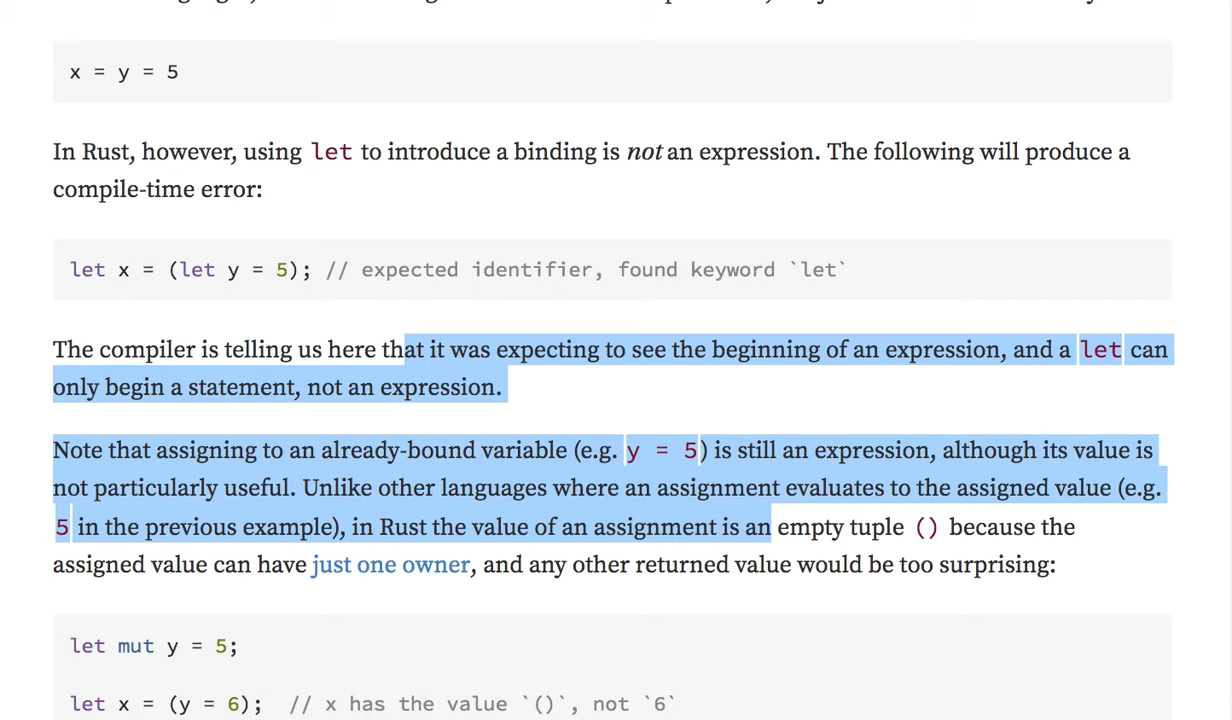 x = y = 5
In Rust, however, using let to introduce a binding is not an expression. The following will produce a
compile-time error:
let x = (let y = 5); // expected identifier, found keyword `let`
The compiler is telling us here that it was expecting to see the beginning of an expression, and a let can
only begin a statement, not an expression.
Note that assigning to an already-bound variable (e.g. y = 5) is still an expression, although its value is
not particularly useful. Unlike other languages where an assignment evaluates to the assigned value (e.g.
5 in the previous example), in Rust the value of an assignment is an empty tuple () because the
assigned value can have just one owner, and any other returned value would be too surprising:
let mut y = 5;
let x = (y = 6);  // x has the value `()`, not `6`